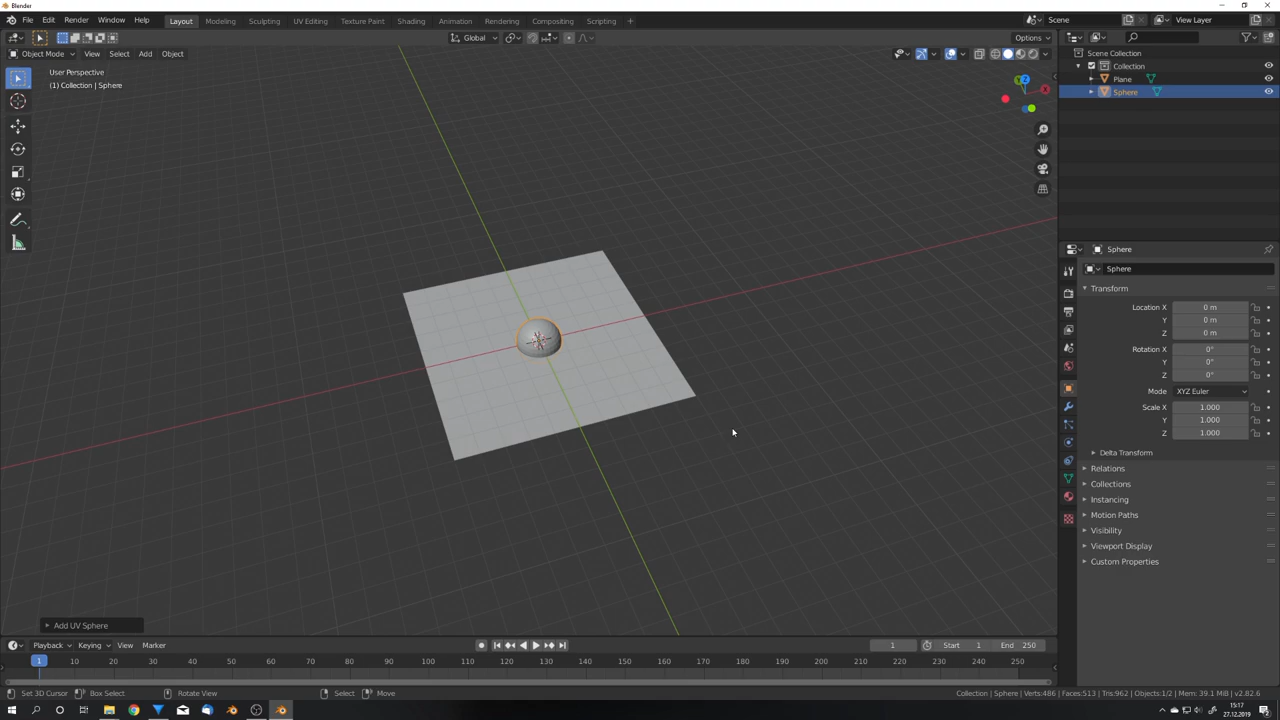 Blender
File Edit Render Window Help Layout Modeling Sculpting UV Editing Texture Paint Shading Animation Rendering Compositing Scripting + Scene View Layer
Global Options
Object Mode View Select Add Object
User Perspective
(1) Collection | Sphere
Z
Y
X
Scene Collection
Collection
Plane
Sphere
Sphere
Sphere
Transform
Location X 0 m
Y 0 m
Z 0 m
Rotation X 0°
Y 0°
Z 0°
Mode XYZ Euler
Scale X 1.000
Y 1.000
Z 1.000
Delta Transform
Relations
Collections
Instancing
Motion Paths
Visibility
Viewport Display
Custom Properties
Add UV Sphere
Playback Keying View Marker 1 Start 1 End 250
1 10 20 30 40 50 60 70 80 90 100 110 120 130 140 150 160 170 180 190 200 210 220 230 240 250
Set 3D Cursor Box Select Rotate View Select Move Collection | Sphere | Verts:486 | Faces:513 | Tris:962 | Objects:1/2 | Mem: 39.1 MiB | v2.82.6
15:17
27.12.2019